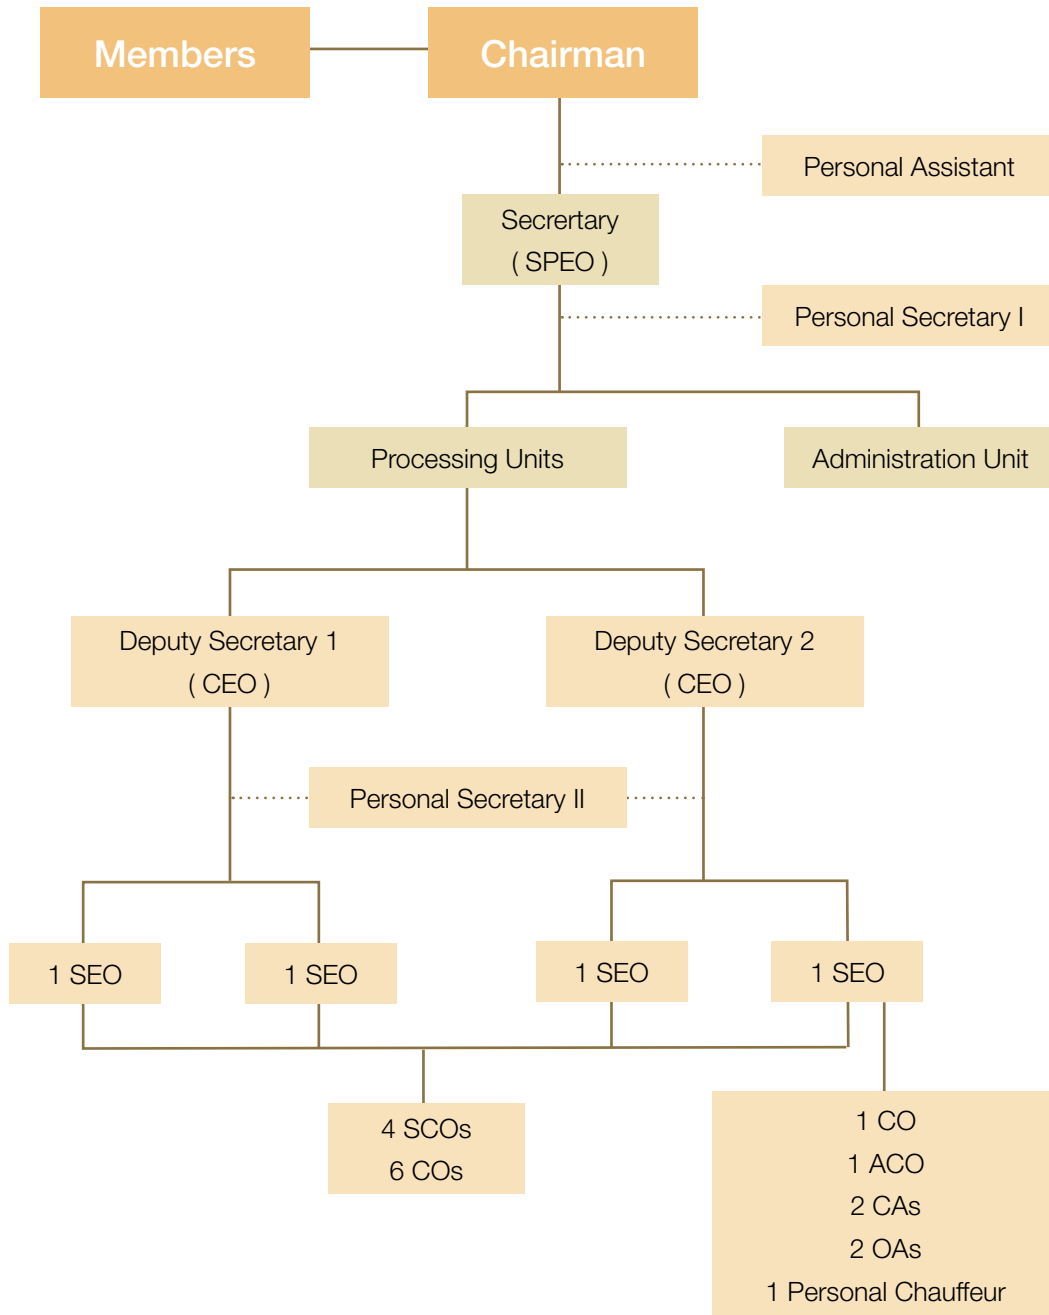 Members
Chairman
Personal Assistant
Secrertary
( SPEO )
Personal Secretary I
Processing Units
Administration Unit
Deputy Secretary 1
( CEO )
Deputy Secretary 2
( CEO )
Personal Secretary II
1 SEO
1 SEO
1 SEO
1 SEO
4 SCOs
6 COs
1 CO
1 ACO
2 CAs
2 OAs
1 Personal Chauffeur